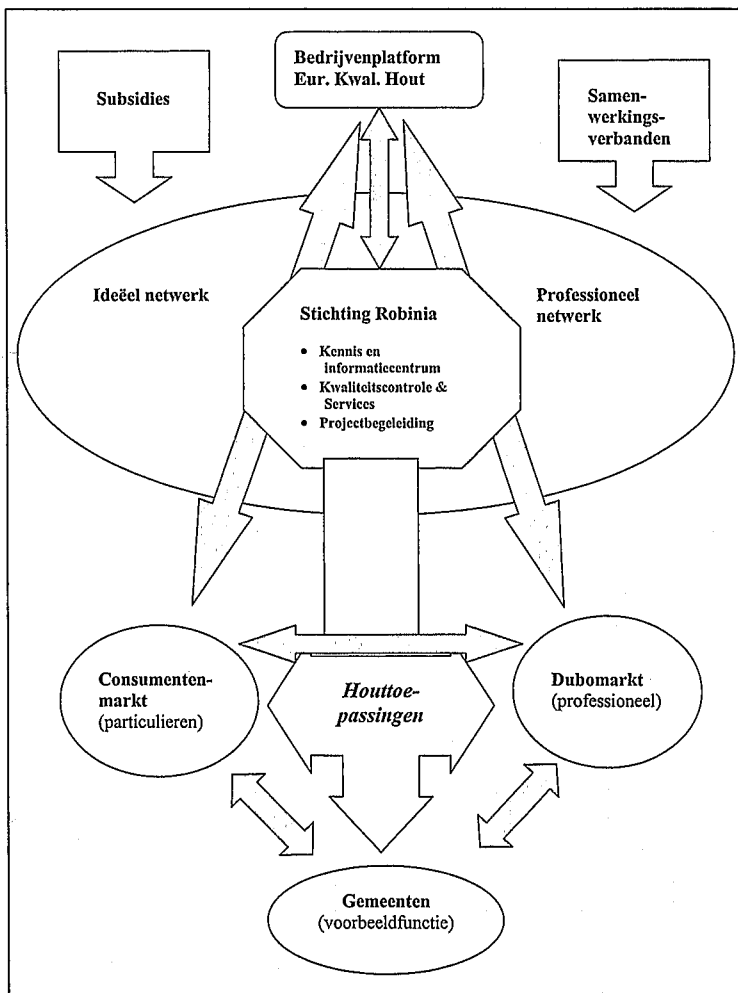 Bedrijvenplatform
Eur. Kwal. Hout
Subsidies
Samen-
werkings-
verbanden
Ideëel netwerk
Professioneel
netwerk
Stichting Robinia
• Kennis en
informatiecentrum
• Kwaliteitscontrole &
Services
• Projectbegeleiding
Consumenten-
markt
(particulieren)
Houttoe-
passingen
Dubomarkt
(professioneel)
Gemeenten
(voorbeeldfunctie)